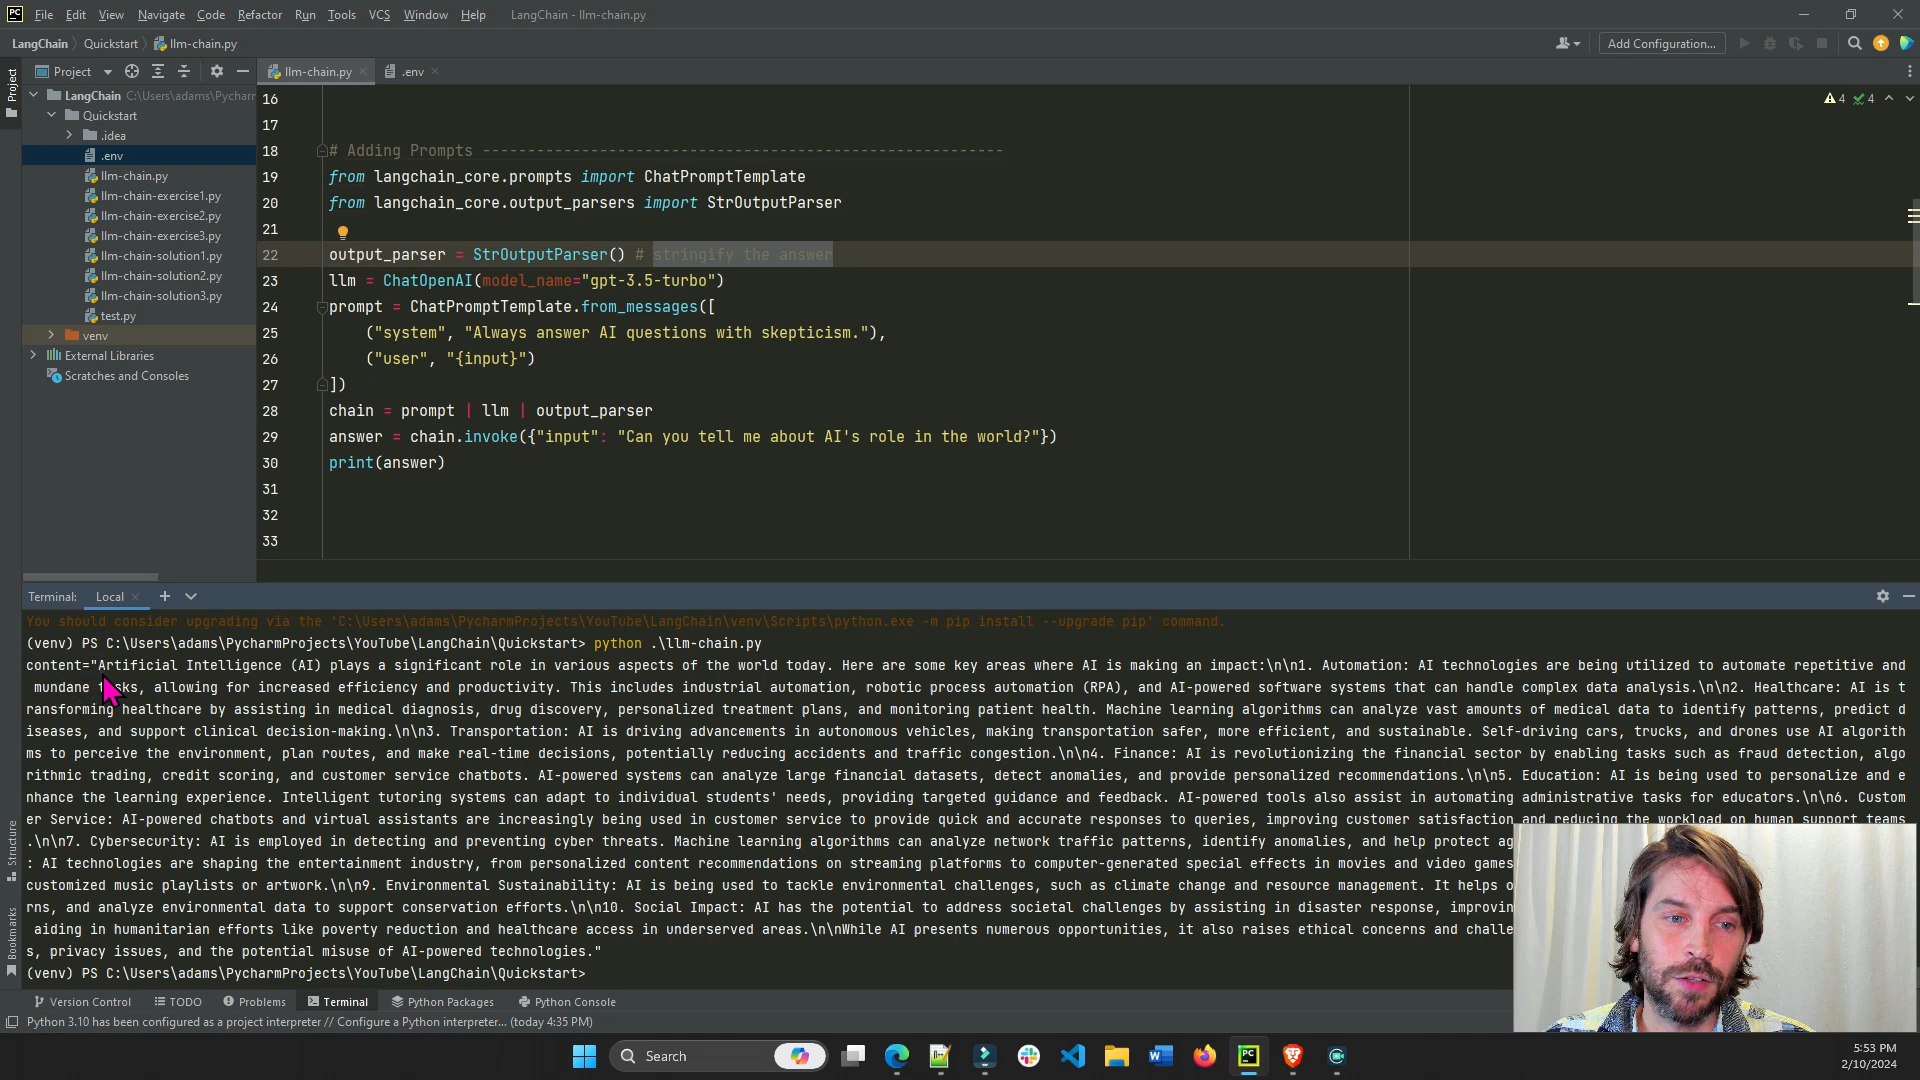 File Edit View Navigate Code Refactor Run Tools VCS Window Help LangChain - llm-chain.py
LangChain Quickstart llm-chain.py Add Configuration...
Project llm-chain.py .env
LangChain C:\Users\adams\Pycharm
Quickstart
.idea
.env
llm-chain.py
llm-chain-exercise1.py
llm-chain-exercise2.py
llm-chain-exercise3.py
llm-chain-solution1.py
llm-chain-solution2.py
llm-chain-solution3.py
test.py
venv
External Libraries
Scratches and Consoles
Project
Structure
Bookmarks
4 4
16
17
18 # Adding Prompts ----------------------------------------------------------
19 from langchain_core.prompts import ChatPromptTemplate
20 from langchain_core.output_parsers import StrOutputParser
21
22 output_parser = StrOutputParser() # stringify the answer
23 llm = ChatOpenAI(model_name="gpt-3.5-turbo")
24 prompt = ChatPromptTemplate.from_messages([
25 ("system", "Always answer AI questions with skepticism."),
26 ("user", "{input}")
27 ])
28 chain = prompt | llm | output_parser
29 answer = chain.invoke({"input": "Can you tell me about AI's role in the world?"})
30 print(answer)
31
32
33
Terminal: Local
You should consider upgrading via the 'C:\Users\adams\PycharmProjects\YouTube\LangChain\venv\Scripts\python.exe -m pip install --upgrade pip' command.
(venv) PS C:\Users\adams\PycharmProjects\YouTube\LangChain\Quickstart> python .\llm-chain.py
content="Artificial Intelligence (AI) plays a significant role in various aspects of the world today. Here are some key areas where AI is making an impact:\n\n1. Automation: AI technologies are being utilized to automate repetitive and
mundane tasks, allowing for increased efficiency and productivity. This includes industrial automation, robotic process automation (RPA), and AI-powered software systems that can handle complex data analysis.\n\n2. Healthcare: AI is t
ransforming healthcare by assisting in medical diagnosis, drug discovery, personalized treatment plans, and monitoring patient health. Machine learning algorithms can analyze vast amounts of medical data to identify patterns, predict d
iseases, and support clinical decision-making.\n\n3. Transportation: AI is driving advancements in autonomous vehicles, making transportation safer, more efficient, and sustainable. Self-driving cars, trucks, and drones use AI algorith
ms to perceive the environment, plan routes, and make real-time decisions, potentially reducing accidents and traffic congestion.\n\n4. Finance: AI is revolutionizing the financial sector by enabling tasks such as fraud detection, algo
rithmic trading, credit scoring, and customer service chatbots. AI-powered systems can analyze large financial datasets, detect anomalies, and provide personalized recommendations.\n\n5. Education: AI is being used to personalize and e
nhance the learning experience. Intelligent tutoring systems can adapt to individual students' needs, providing targeted guidance and feedback. AI-powered tools also assist in automating administrative tasks for educators.\n\n6. Custom
er Service: AI-powered chatbots and virtual assistants are increasingly being used in customer service to provide quick and accurate responses to queries, improving customer satisfaction and reducing the workload on human support teams
.\n\n7. Cybersecurity: AI is employed in detecting and preventing cyber threats. Machine learning algorithms can analyze network traffic patterns, identify anomalies, and help protect ag
: AI technologies are shaping the entertainment industry, from personalized content recommendations on streaming platforms to computer-generated special effects in movies and video games
customized music playlists or artwork.\n\n9. Environmental Sustainability: AI is being used to tackle environmental challenges, such as climate change and resource management. It helps o
rns, and analyze environmental data to support conservation efforts.\n\n10. Social Impact: AI has the potential to address societal challenges by assisting in disaster response, improvin
aiding in humanitarian efforts like poverty reduction and healthcare access in underserved areas.\n\nWhile AI presents numerous opportunities, it also raises ethical concerns and challe
s, privacy issues, and the potential misuse of AI-powered technologies."
(venv) PS C:\Users\adams\PycharmProjects\YouTube\LangChain\Quickstart>
Version Control TODO Problems Terminal Python Packages Python Console
Python 3.10 has been configured as a project interpreter // Configure a Python interpreter... (today 4:35 PM)
Search
5:53 PM
2/10/2024